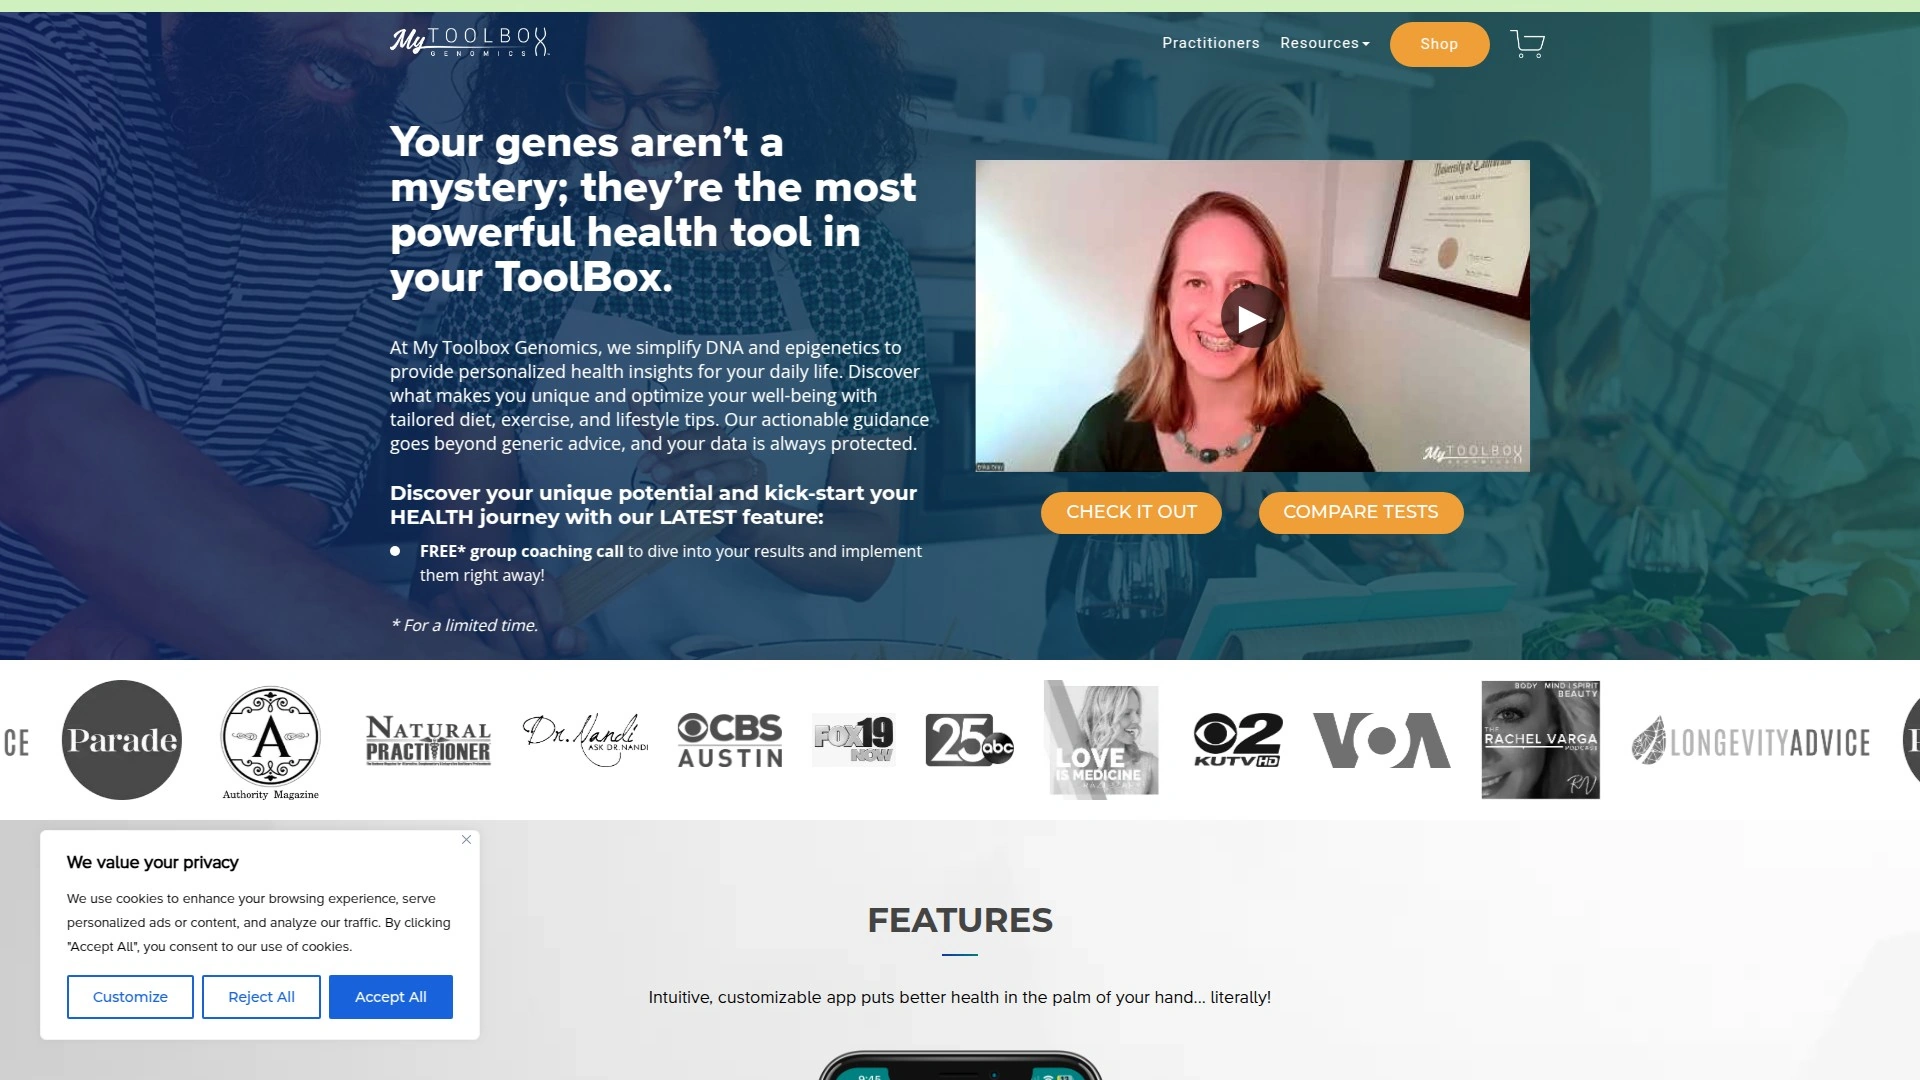 My TOOLBOX
GENOMICS
Practitioners
Resources
Shop
Your genes aren’t a
mystery; they’re the most
powerful health tool in
your ToolBox.
At My Toolbox Genomics, we simplify DNA and epigenetics to
provide personalized health insights for your daily life. Discover
what makes you unique and optimize your well-being with
tailored diet, exercise, and lifestyle tips. Our actionable guidance
goes beyond generic advice, and your data is always protected.
Discover your unique potential and kick-start your
HEALTH journey with our LATEST feature:
FREE* group coaching call to dive into your results and implement
them right away!
* For a limited time.
University of California
My TOOLBOX
GENOMICS
CHECK IT OUT
COMPARE TESTS
CE
Parade
A
Authority Magazine
NATURAL
PRACTITIONER
Dr. Nandi
ASK DR. NANDI
CBS
AUSTIN
FOX19
NOW
25 abc
LOVE
IS MEDICINE
2
KUTV HD
VOA
BODY MIND | SPIRIT
BEAUTY
THE
RACHEL VARGA
PODCAST
RV
LONGEVITYADVICE
We value your privacy
We use cookies to enhance your browsing experience, serve
personalized ads or content, and analyze our traffic. By clicking
"Accept All", you consent to our use of cookies.
Customize
Reject All
Accept All
FEATURES
Intuitive, customizable app puts better health in the palm of your hand... literally!
9:45